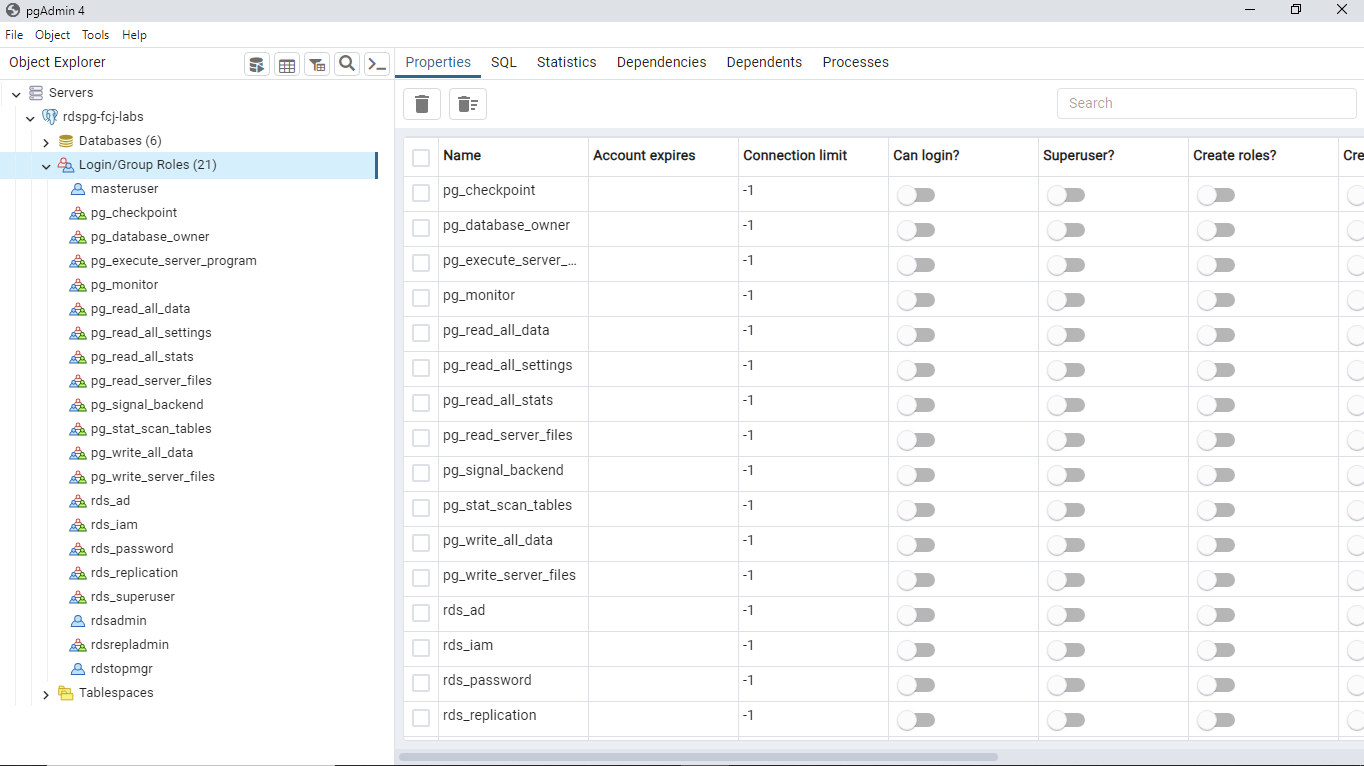 pgAdmin 4
File Object Tools Help
Object Explorer
Servers
rdspg-fcj-labs
Databases (6)
Login/Group Roles (21)
masteruser
pg_checkpoint
pg_database_owner
pg_execute_server_program
pg_monitor
pg_read_all_data
pg_read_all_settings
pg_read_all_stats
pg_read_server_files
pg_signal_backend
pg_stat_scan_tables
pg_write_all_data
pg_write_server_files
rds_ad
rds_iam
rds_password
rds_replication
rds_superuser
rdsadmin
rdsrepladmin
rdstopmgr
Tablespaces
Properties SQL Statistics Dependencies Dependents Processes
Search
Name Account expires Connection limit Can login? Superuser? Create roles? Cre
pg_checkpoint -1
pg_database_owner -1
pg_execute_server_... -1
pg_monitor -1
pg_read_all_data -1
pg_read_all_settings -1
pg_read_all_stats -1
pg_read_server_files -1
pg_signal_backend -1
pg_stat_scan_tables -1
pg_write_all_data -1
pg_write_server_files -1
rds_ad -1
rds_iam -1
rds_password -1
rds_replication -1